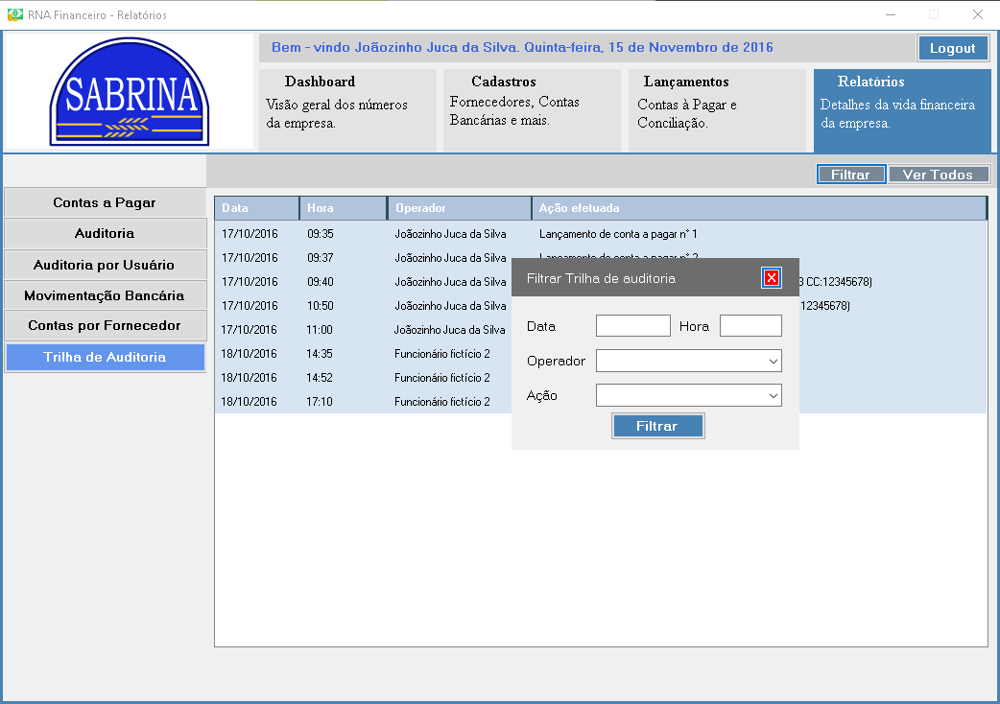 RNA Financeiro - Relatórios
SABRINA
Bem - vindo Joãozinho Juca da Silva. Quinta-feira, 15 de Novembro de 2016
Logout
Dashboard
Visão geral dos números
da empresa.
Cadastros
Fornecedores, Contas
Bancárias e mais.
Lançamentos
Contas à Pagar e
Conciliação.
Relatórios
Detalhes da vida financeira
da empresa.
Filtrar Ver Todos
Contas a Pagar
Auditoria
Auditoria por Usuário
Movimentação Bancária
Contas por Fornecedor
Trilha de Auditoria
Data Hora Operador Ação efetuada
17/10/2016 09:35 Joãozinho Juca da Silva Lançamento de conta a pagar n° 1
17/10/2016 09:37 Joãozinho Juca da Silva Lançamento de conta a pagar n° 2
17/10/2016 09:40 Joãozinho Juca da Silva 3 CC:12345678)
17/10/2016 10:50 Joãozinho Juca da Silva 12345678)
17/10/2016 11:00 Joãozinho Juca da Silva
18/10/2016 14:35 Funcionário fictício 2
18/10/2016 14:52 Funcionário fictício 2
18/10/2016 17:10 Funcionário fictício 2
Filtrar Trilha de auditoria X
Data Hora
Operador
Ação
Filtrar